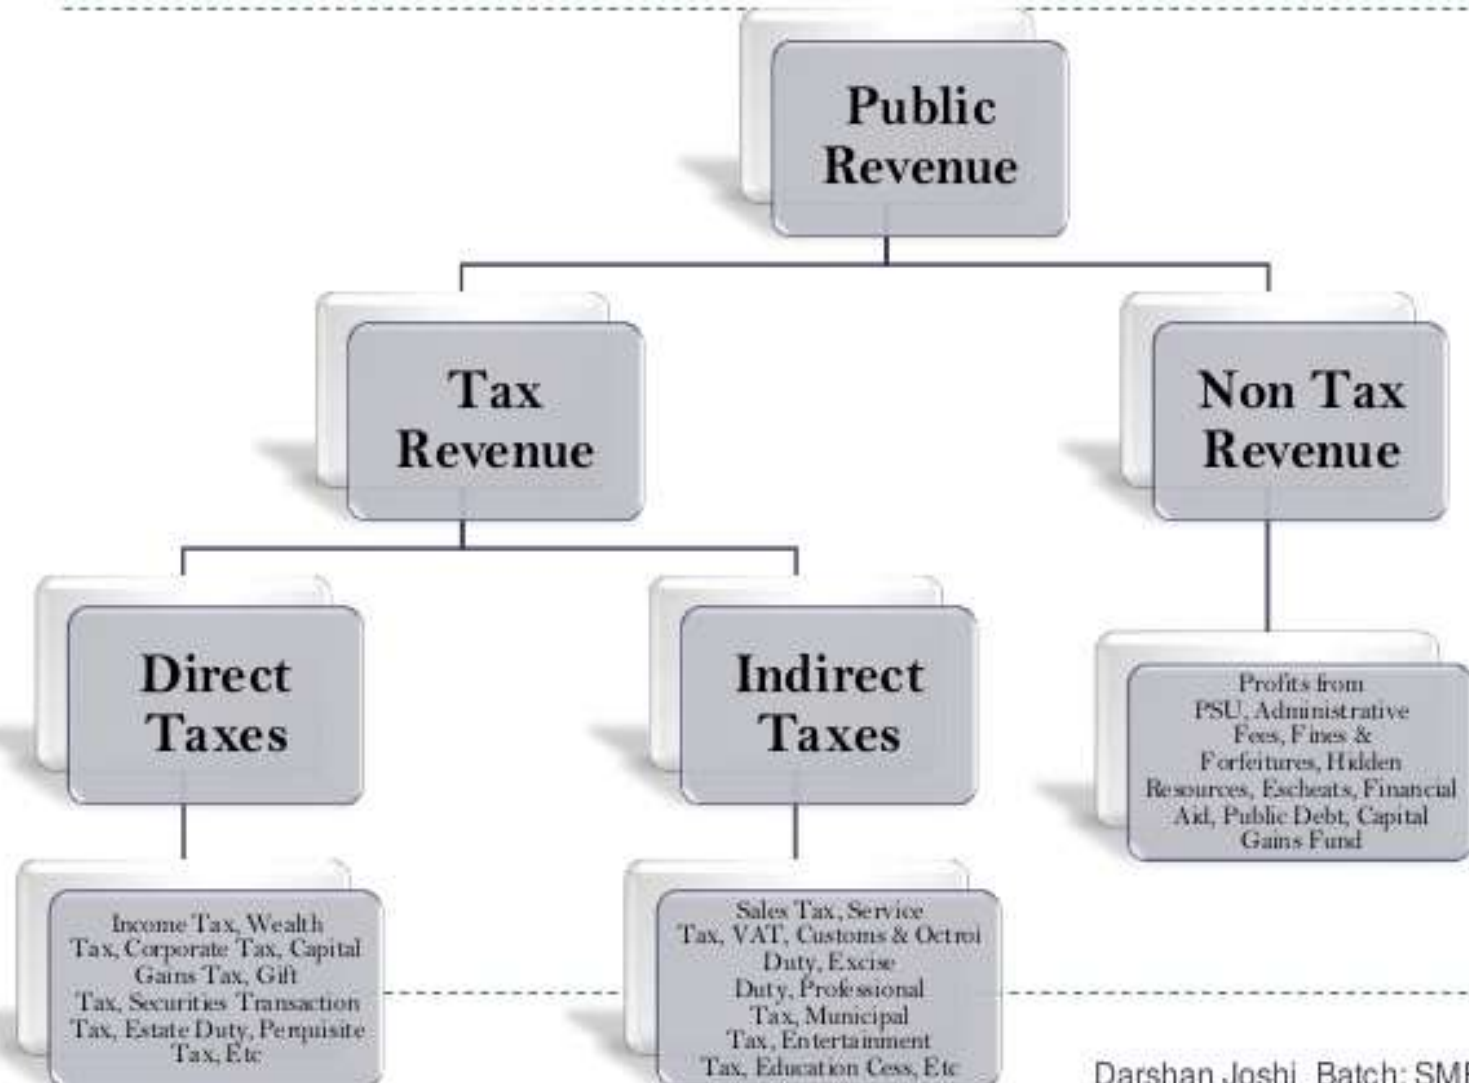 Public
Revenue
Tax
Revenue
Non Tax
Revenue
Direct
Taxes
Indirect
Taxes
Profits from
PSU, Administrative
Fees, Fines &
Forfeitures, Hidden
Resources, Escheats, Financial
Aid, Public Debt, Capital
Gains Fund
Income Tax, Wealth
Tax, Corporate Tax, Capital
Gains Tax, Gift
Tax, Securities Transaction
Tax, Estate Duty, Perquisite
Tax, Etc
Sales Tax, Service
Tax, VAT, Customs & Octroi
Duty, Excise
Duty, Professional
Tax, Municipal
Tax, Entertainment
Tax, Education Cess, Etc
Darshan Joshi, Batch: